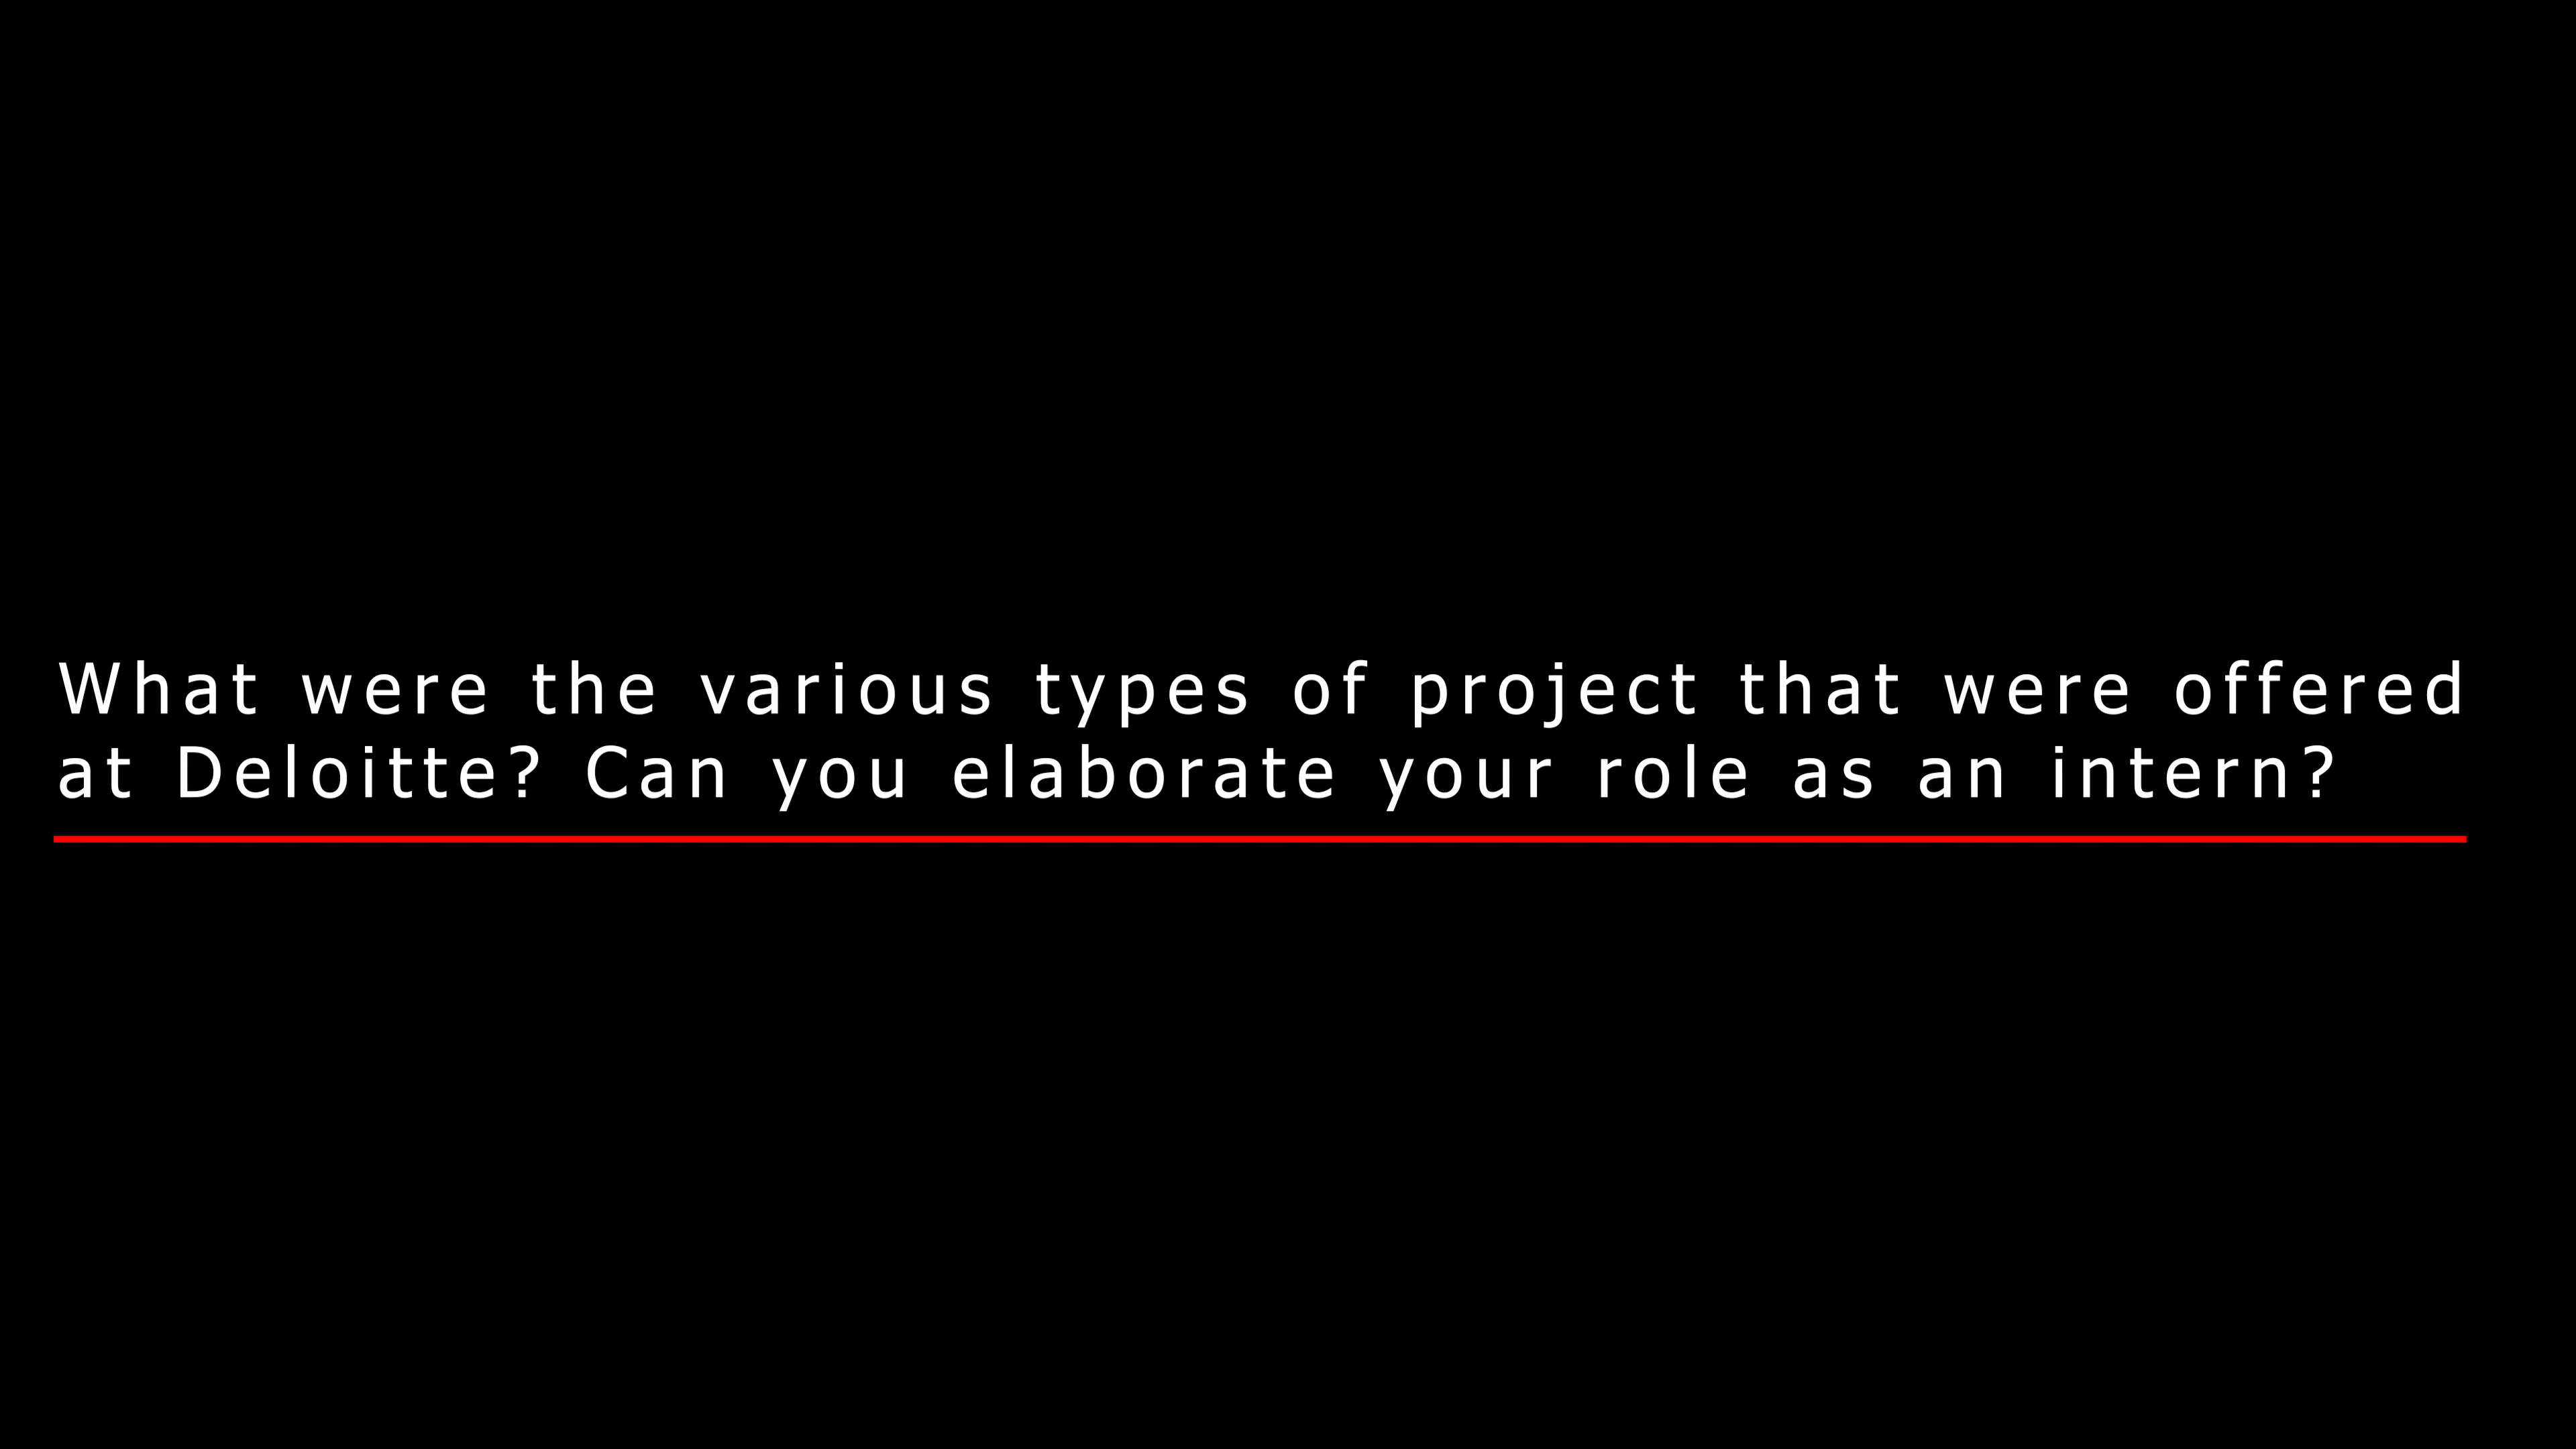 What were the various types of project that were offered
at Deloitte? Can you elaborate your role as an intern?